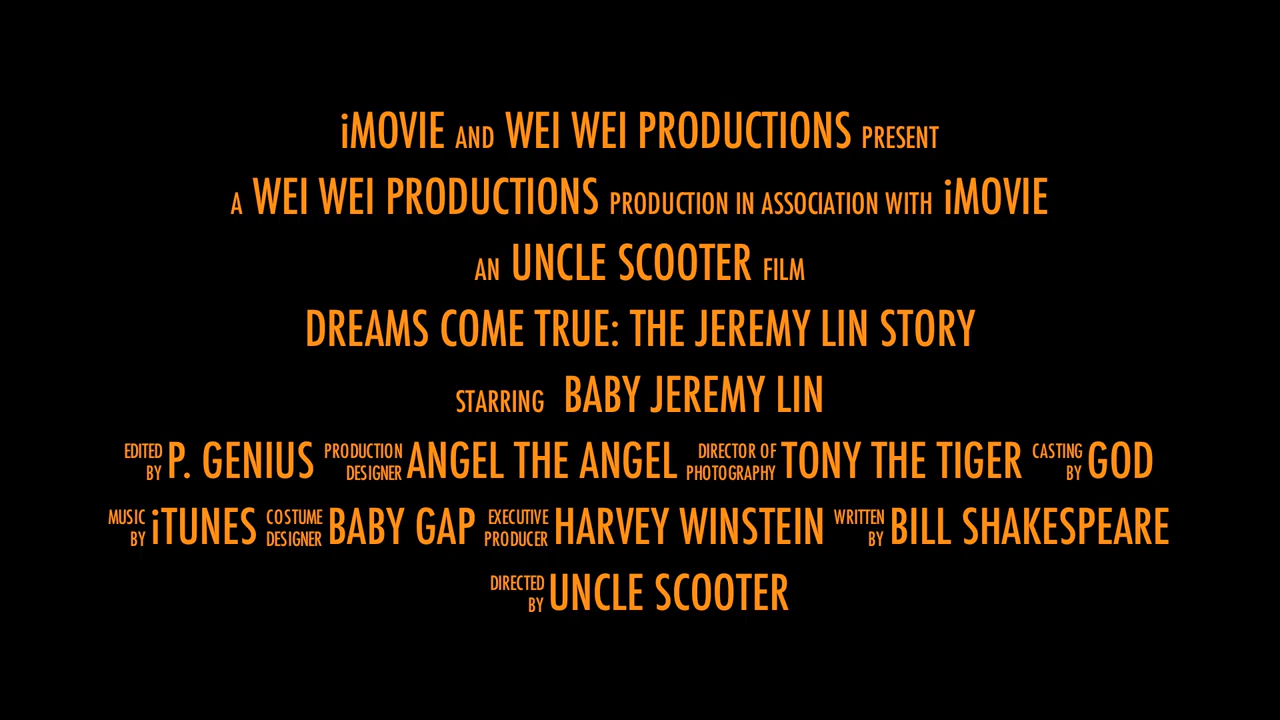 iMOVIE AND WEI WEI PRODUCTIONS PRESENT
A WEI WEI PRODUCTIONS PRODUCTION IN ASSOCIATION WITH iMOVIE
AN UNCLE SCOOTER FILM
DREAMS COME TRUE: THE JEREMY LIN STORY
STARRING BABY JEREMY LIN
EDITED BY P. GENIUS PRODUCTION DESIGNER ANGEL THE ANGEL DIRECTOR OF PHOTOGRAPHY TONY THE TIGER CASTING BY GOD
MUSIC BY iTUNES COSTUME DESIGNER BABY GAP EXECUTIVE PRODUCER HARVEY WINSTEIN WRITTEN BY BILL SHAKESPEARE
DIRECTED BY UNCLE SCOOTER